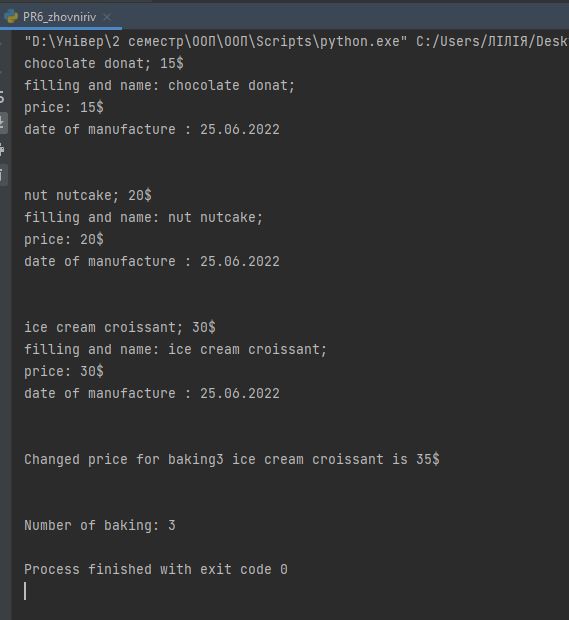 PR6_zhovniriv
"D:\Універ\2 семестр\ООП\ООП\Scripts\python.exe" C:/Users/ЛІЛІЯ/Desk
chocolate donat; 15$
filling and name: chocolate donat;
price: 15$
date of manufacture : 25.06.2022
nut nutcake; 20$
filling and name: nut nutcake;
price: 20$
date of manufacture : 25.06.2022
ice cream croissant; 30$
filling and name: ice cream croissant;
price: 30$
date of manufacture : 25.06.2022
Changed price for baking3 ice cream croissant is 35$
Number of baking: 3
Process finished with exit code 0